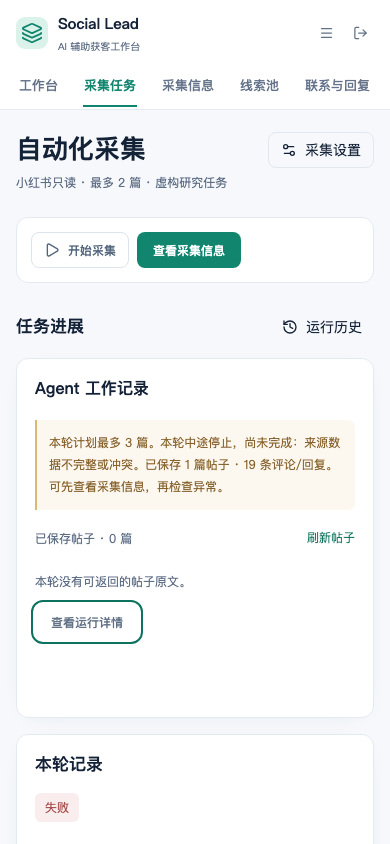 Social Lead
AI 辅助获客工作台
工作台
采集任务
采集信息
线索池
联系与回复
自动化采集
采集设置
小红书只读 · 最多 2 篇 · 虚构研究任务
开始采集
查看采集信息
任务进展
运行历史
Agent 工作记录
本轮计划最多 3 篇。本轮中途停止，尚未完成：来源数
据不完整或冲突。已保存 1 篇帖子 · 19 条评论/回复。
可先查看采集信息，再检查异常。
已保存帖子 · 0 篇
刷新帖子
本轮没有可返回的帖子原文。
查看运行详情
本轮记录
失败